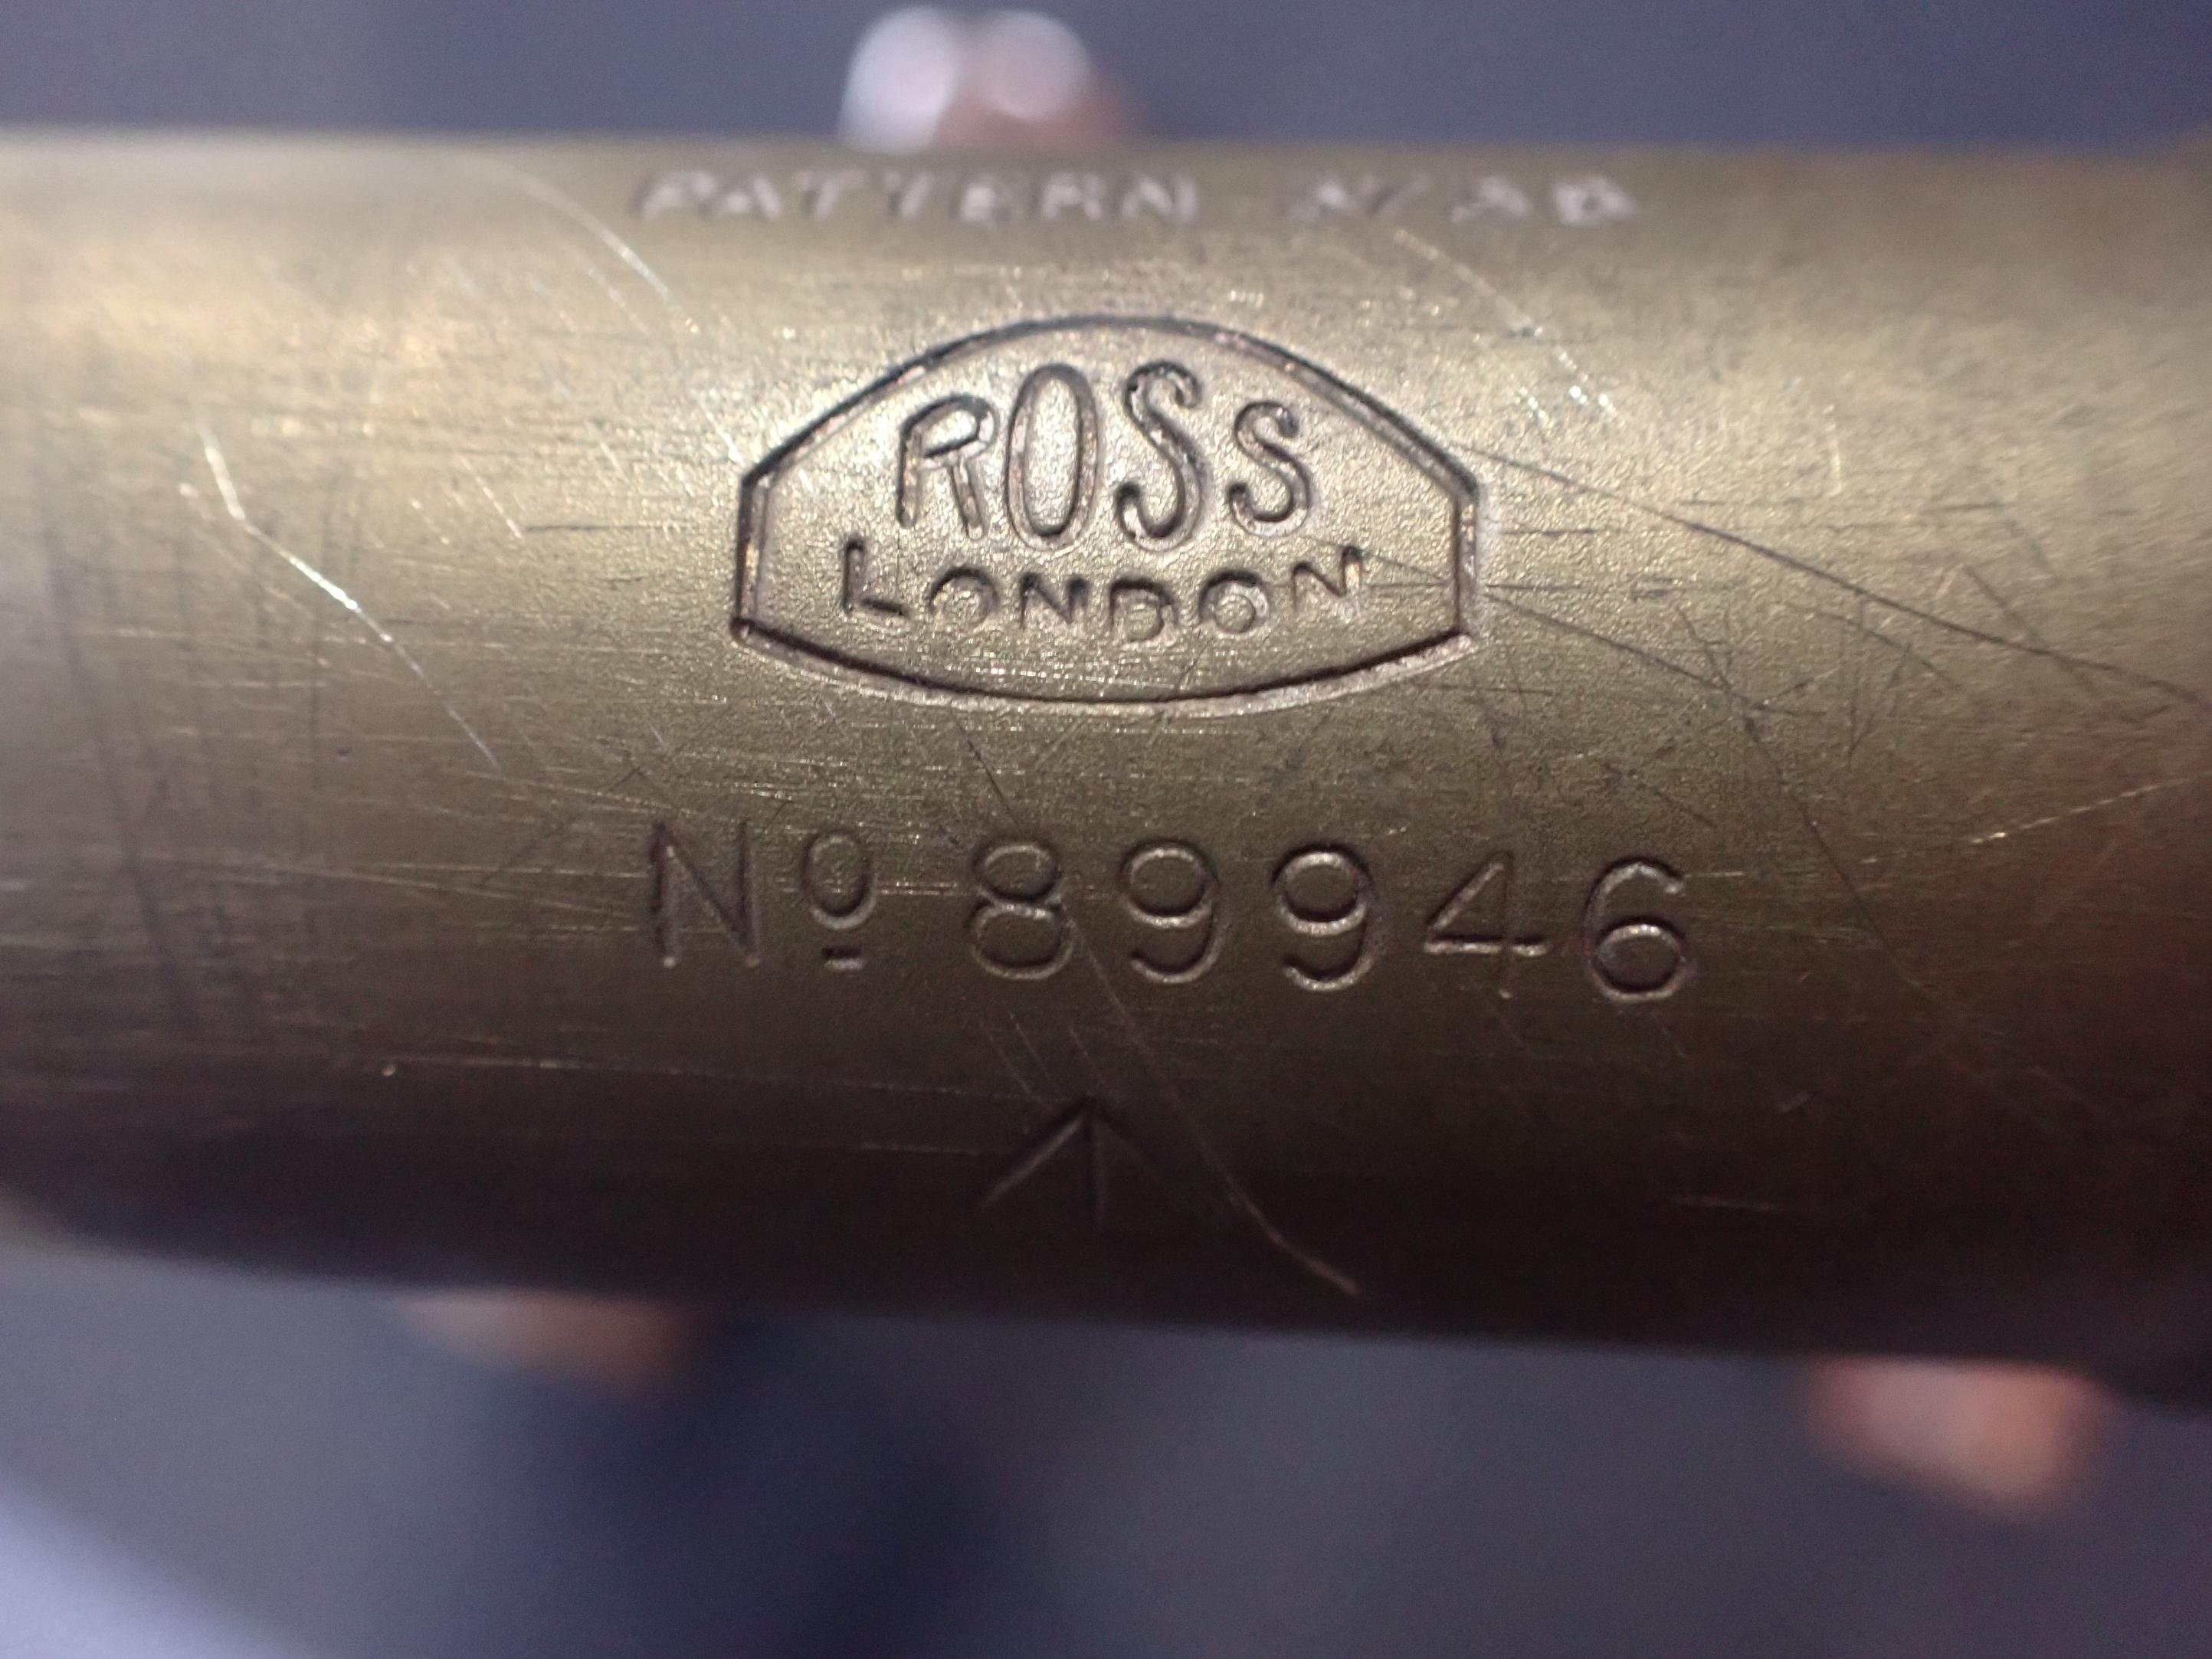 PATTERN
ROSS
LONDON
Nº 89946